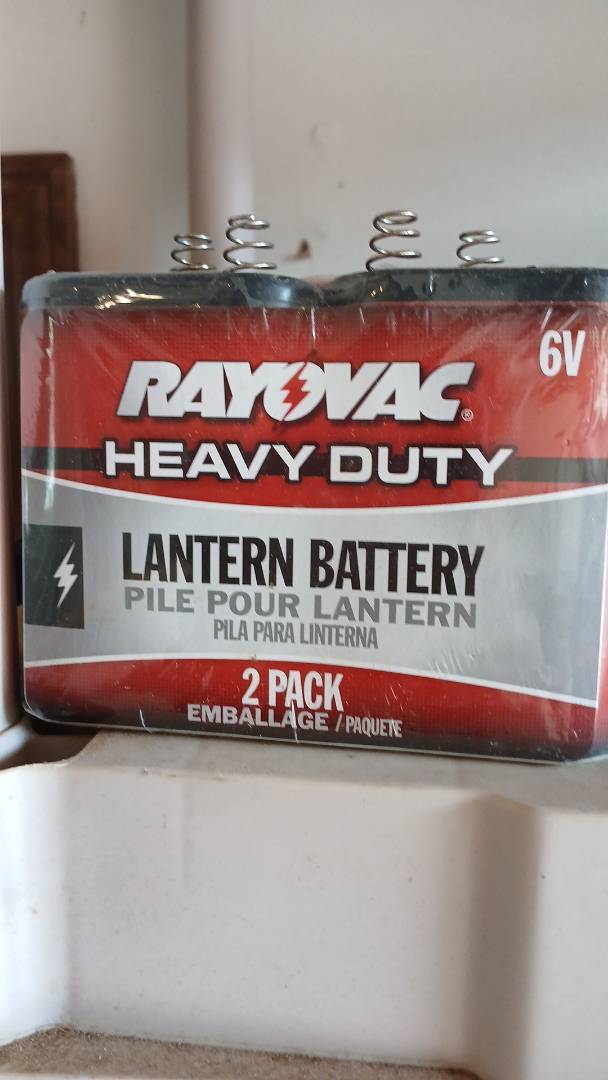 6V
RAYOVAC®
HEAVY DUTY
LANTERN BATTERY
PILE POUR LANTERN
PILA PARA LINTERNA
2 PACK
EMBALLAGE / PAQUETE